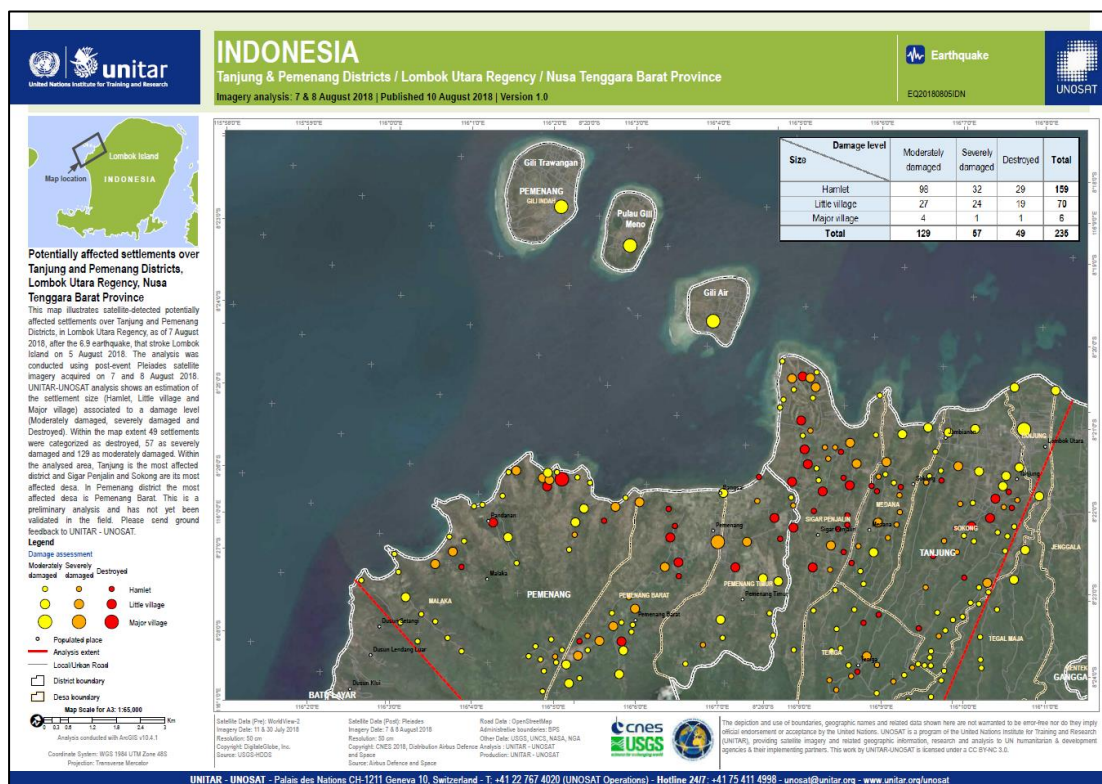 unitar
United Nations Institute for Training and Research
INDONESIA
Tanjung & Pemenang Districts / Lombok Utara Regency / Nusa Tenggara Barat Province
Imagery analysis: 7 & 8 August 2018 | Published 10 August 2018 | Version 1.0
Earthquake
EQ20180805IDN
UNOSAT
Lombok Island
INDONESIA
Map location
Potentially affected settlements over
Tanjung and Pemenang Districts,
Lombok Utara Regency, Nusa
Tenggara Barat Province
This map illustrates satellite-detected potentially
affected settlements over Tanjung and Pemenang
Districts, in Lombok Utara Regency, as of 7 August
2018, after the 6.9 earthquake, that stroke Lombok
Island on 5 August 2018. The analysis was
conducted using post-event Pleiades satellite
imagery acquired on 7 and 8 August 2018.
UNITAR-UNOSAT analysis shows an estimation of
the settlement size (Hamlet, Little village and
Major village) associated to a damage level
(Moderately damaged, severely damaged and
Destroyed). Within the map extent 49 settlements
were categorized as destroyed, 57 as severely
damaged and 129 as moderately damaged. Within
the analysed area, Tanjung is the most affected
district and Sigar Penjalin and Sokong are its most
affected desa. In Pemenang district the most
affected desa is Pemenang Barat. This is a
preliminary analysis and has not yet been
validated in the field. Please send ground
feedback to UNITAR - UNOSAT.
Legend
Damage assessment
Moderately damaged
Severely damaged
Destroyed
Hamlet
Little village
Major village
Populated place
Analysis extent
Local/Urban Road
District boundary
Desa boundary
Map Scale for A3: 1:65,000
Km
Analysis conducted with ArcGIS v10.4.1
Coordinate System: WGS 1984 UTM Zone 48S
Projection: Transverse Mercator
Damage level
Size
Moderately damaged
Severely damaged
Destroyed
Total
Hamlet 98 32 29 159
Little village 27 24 19 70
Major village 4 1 1 6
Total 129 57 49 235
Gili Trawangan
PEMENANG
GILI INDAH
Pulau Gili
Meno
Gili Air
TANJUNG
Lombok Utara
Pandanan
SIGAR PENJALIN
MEDANA
SOKONG
Pemenang
TANJUNG
JENGGALA
Malaka
MALAKA
PEMENANG
PEMENANG BARAT
PEMENANG TIMUR
Pemenang Timur
Pemenang Barat
Dusun Setangi
Dusun Lendang Luar
Dusun Klui
BATU LAYAR
TEGAL MAJA
TENIGA
GANGGA
Satellite Data (Pre): WorldView-2
Imagery Date: 11 & 30 July 2018
Resolution: 50 cm
Copyright: DigitalGlobe, Inc.
Source: USGS-HDDS
Satellite Data (Post): Pleiades
Imagery Date: 7 & 8 August 2018
Resolution: 50 cm
Copyright: CNES 2018, Distribution Airbus Defence
and Space
Source: Airbus Defence and Space
Road Data : OpenStreetMap
Administrative boundaries: BPS
Other Data: USGS, UNCS, NASA, NGA
Analysis : UNITAR - UNOSAT
Production: UNITAR - UNOSAT
cnes
USGS
The depiction and use of boundaries, geographic names and related data shown here are not warranted to be error-free nor do they imply
official endorsement or acceptance by the United Nations. UNOSAT is a program of the United Nations Institute for Training and Research
(UNITAR), providing satellite imagery and related geographic information, research and analysis to UN humanitarian & development
agencies & their implementing partners. This work by UNITAR-UNOSAT is licensed under a CC BY-NC 3.0.
UNITAR - UNOSAT - Palais des Nations CH-1211 Geneva 10, Switzerland - T: +41 22 767 4020 (UNOSAT Operations) - Hotline 24/7: +41 75 411 4998 - unosat@unitar.org - www.unitar.org/unosat